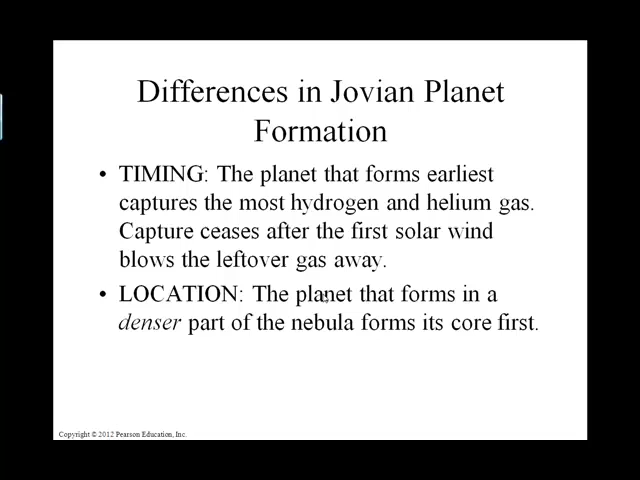 Differences in Jovian Planet
Formation
• TIMING: The planet that forms earliest
captures the most hydrogen and helium gas.
Capture ceases after the first solar wind
blows the leftover gas away.
• LOCATION: The planet that forms in a
denser part of the nebula forms its core first.
Copyright © 2012 Pearson Education, Inc.